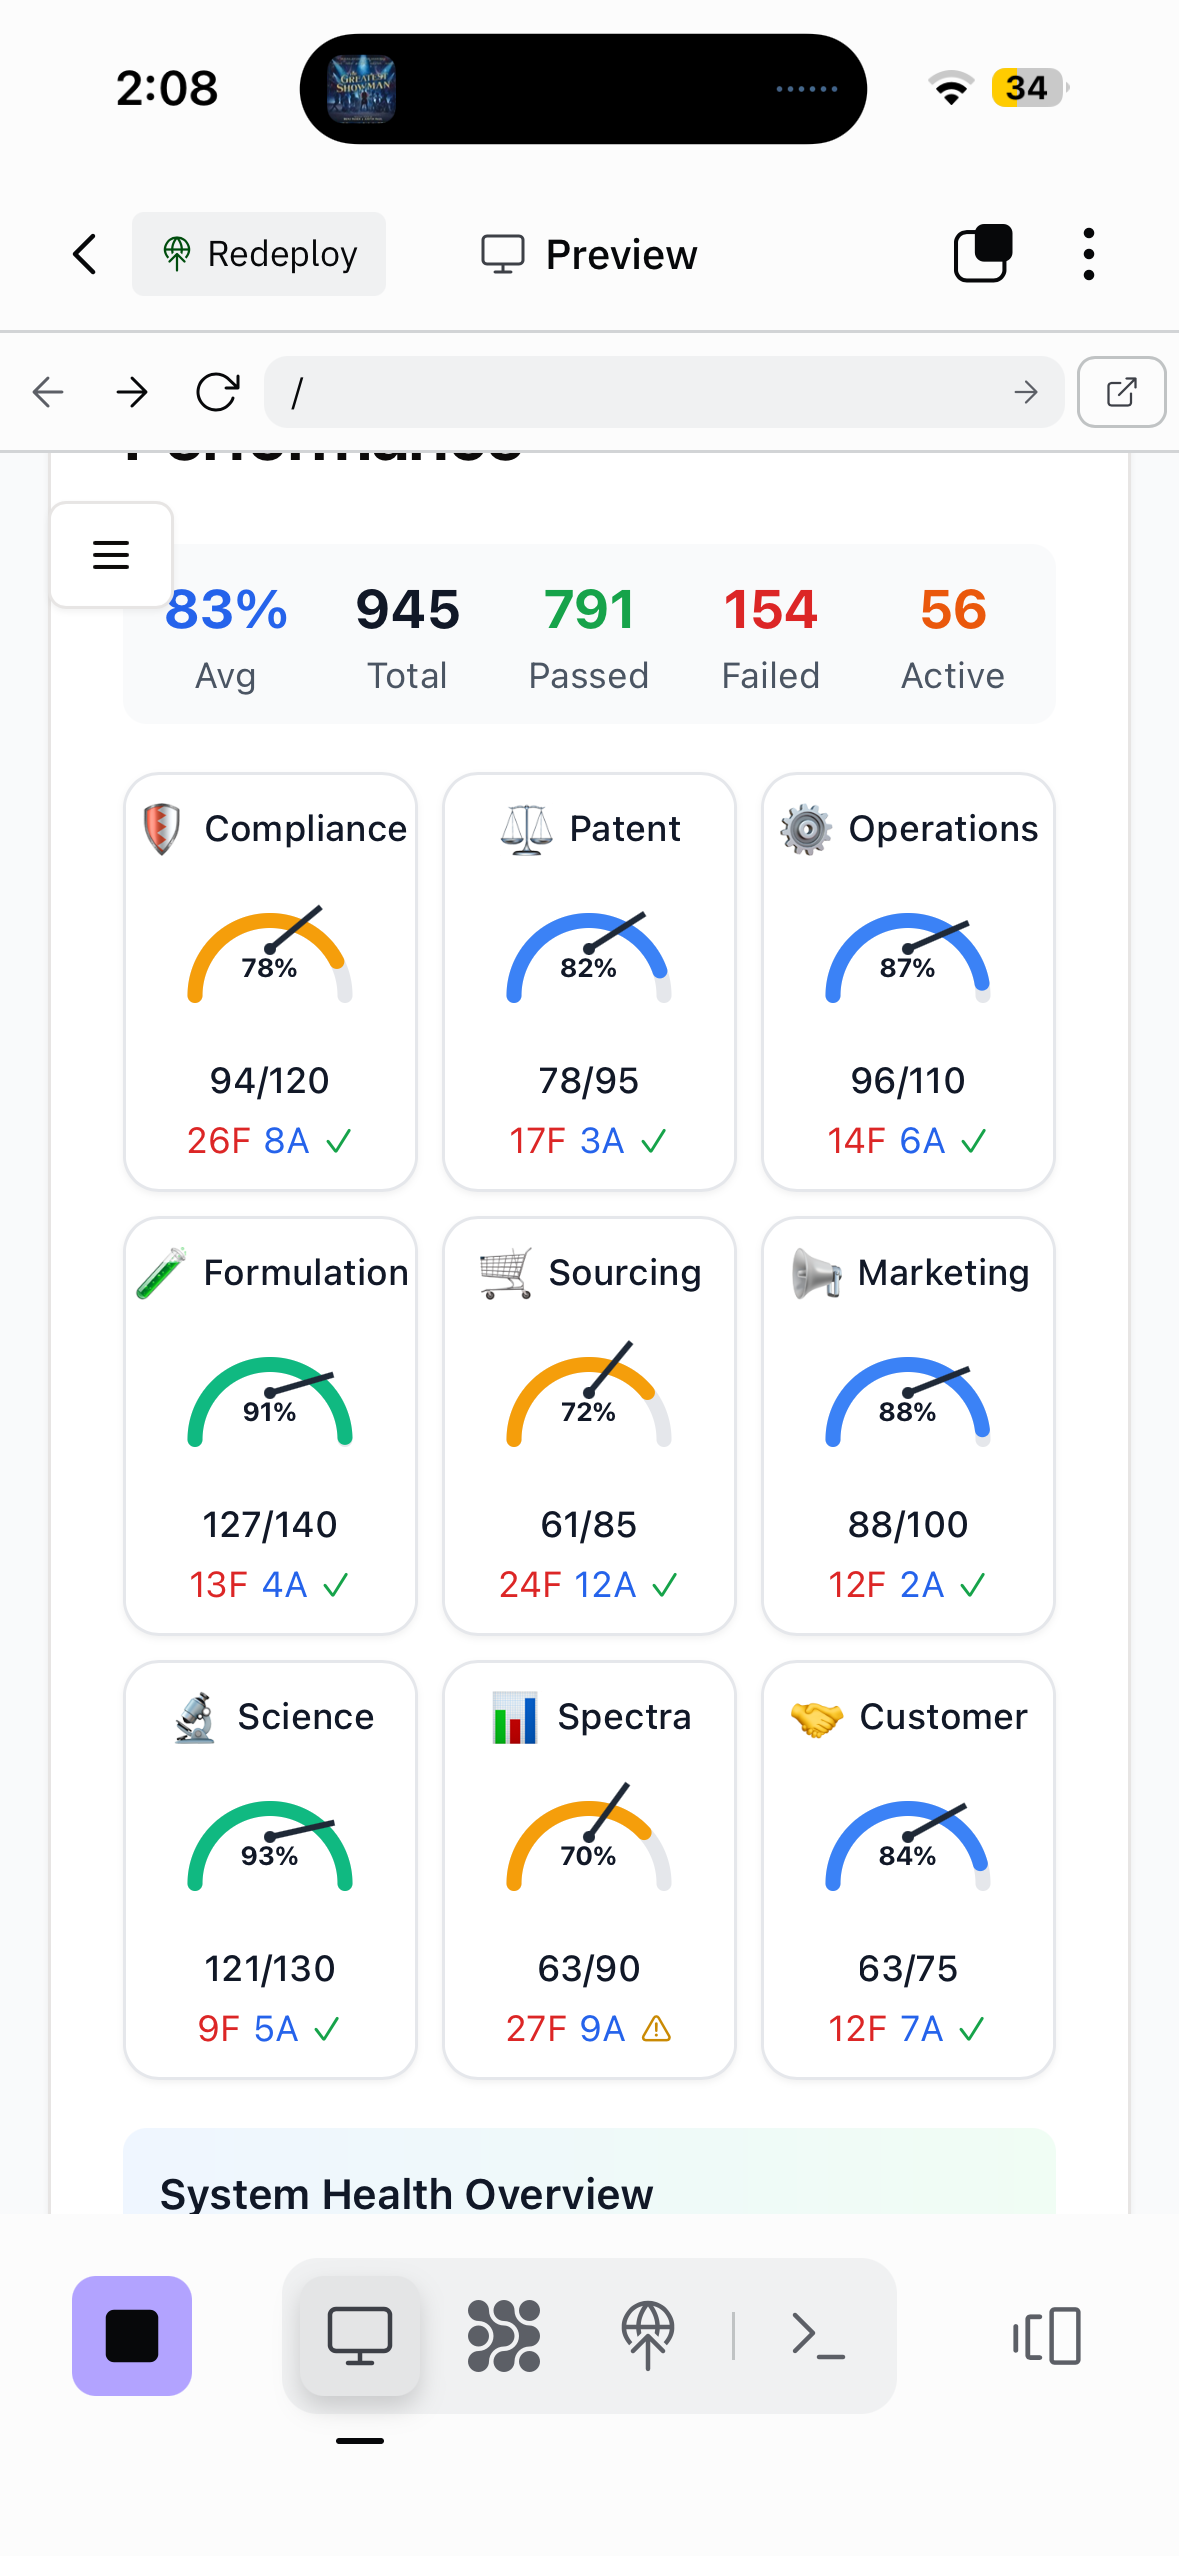 2:08
GREATEST
SHOWMAN
34
Redeploy
Preview
/
Performance
83% 945 791 154 56
Avg Total Passed Failed Active
Compliance
78%
94/120
26F 8A
Patent
82%
78/95
17F 3A
Operations
87%
96/110
14F 6A
Formulation
91%
127/140
13F 4A
Sourcing
72%
61/85
24F 12A
Marketing
88%
88/100
12F 2A
Science
93%
121/130
9F 5A
Spectra
70%
63/90
27F 9A
Customer
84%
63/75
12F 7A
System Health Overview